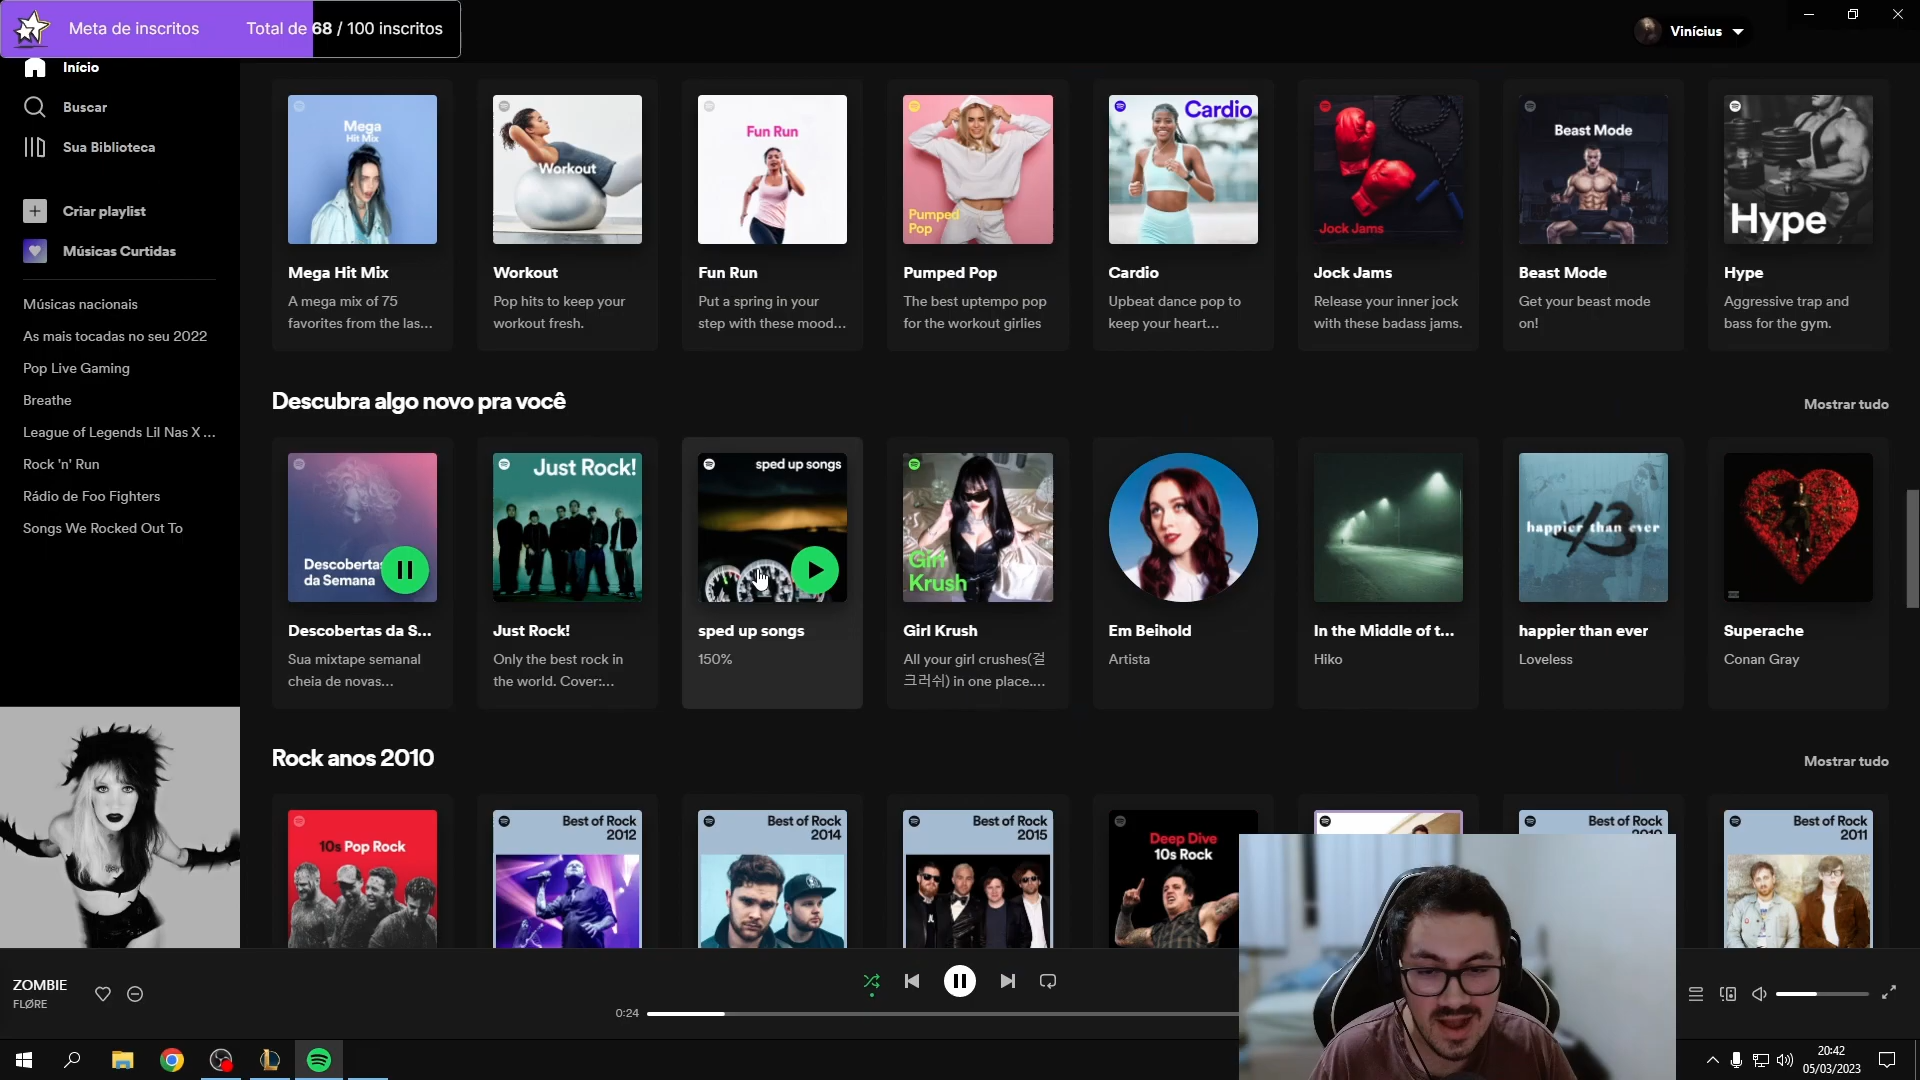 Meta de inscritos
Total de 68 / 100 inscritos
Vinícius
Início
Buscar
Sua Biblioteca
Criar playlist
Músicas Curtidas
Músicas nacionais
As mais tocadas no seu 2022
Pop Live Gaming
Breathe
League of Legends Lil Nas X ...
Rock 'n' Run
Rádio de Foo Fighters
Songs We Rocked Out To
Mega
Hit Mix
Workout
Fun Run
Pumped
Pop
Cardio
Jock Jams
Beast Mode
Hype
Mega Hit Mix
A mega mix of 75
favorites from the las...
Workout
Pop hits to keep your
workout fresh.
Fun Run
Put a spring in your
step with these mood...
Pumped Pop
The best uptempo pop
for the workout girlies
Cardio
Upbeat dance pop to
keep your heart...
Jock Jams
Release your inner jock
with these badass jams.
Beast Mode
Get your beast mode
on!
Hype
Aggressive trap and
bass for the gym.
Descubra algo novo pra você
Mostrar tudo
Descobertas
da Semana
Just Rock!
sped up songs
Girl
Krush
happier than ever
Descobertas da S...
Sua mixtape semanal
cheia de novas...
Just Rock!
Only the best rock in
the world. Cover:...
sped up songs
150%
Girl Krush
All your girl crushes(걸
크러쉬) in one place....
Em Beihold
Artista
In the Middle of t...
Hiko
happier than ever
Loveless
Superache
Conan Gray
Rock anos 2010
Mostrar tudo
10s Pop Rock
Best of Rock
2012
Best of Rock
2014
Best of Rock
2015
Deep Dive
10s Rock
Best of Rock
Best of Rock
2011
ZOMBIE
FLØRE
0:24
20:42
05/03/2023